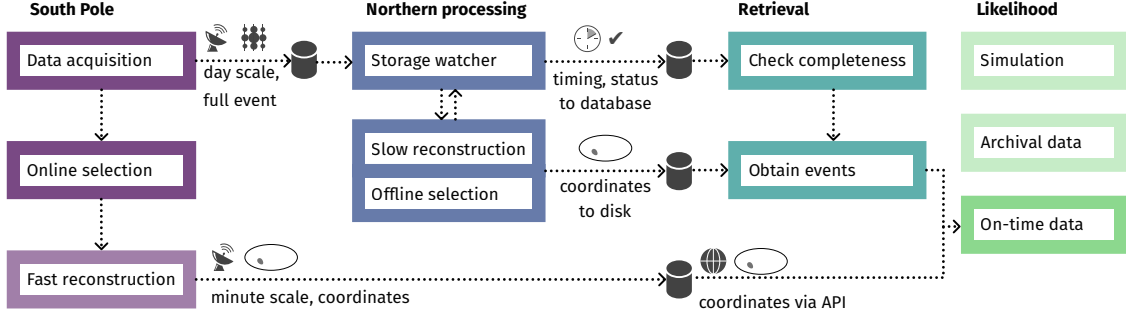 South Pole
Northern processing
Retrieval
Likelihood
Data acquisition
day scale,
full event
Storage watcher
timing, status
to database
Check completeness
Simulation
Online selection
Slow reconstruction
Offline selection
coordinates
to disk
Obtain events
Archival data
On-time data
Fast reconstruction
minute scale, coordinates
coordinates via API